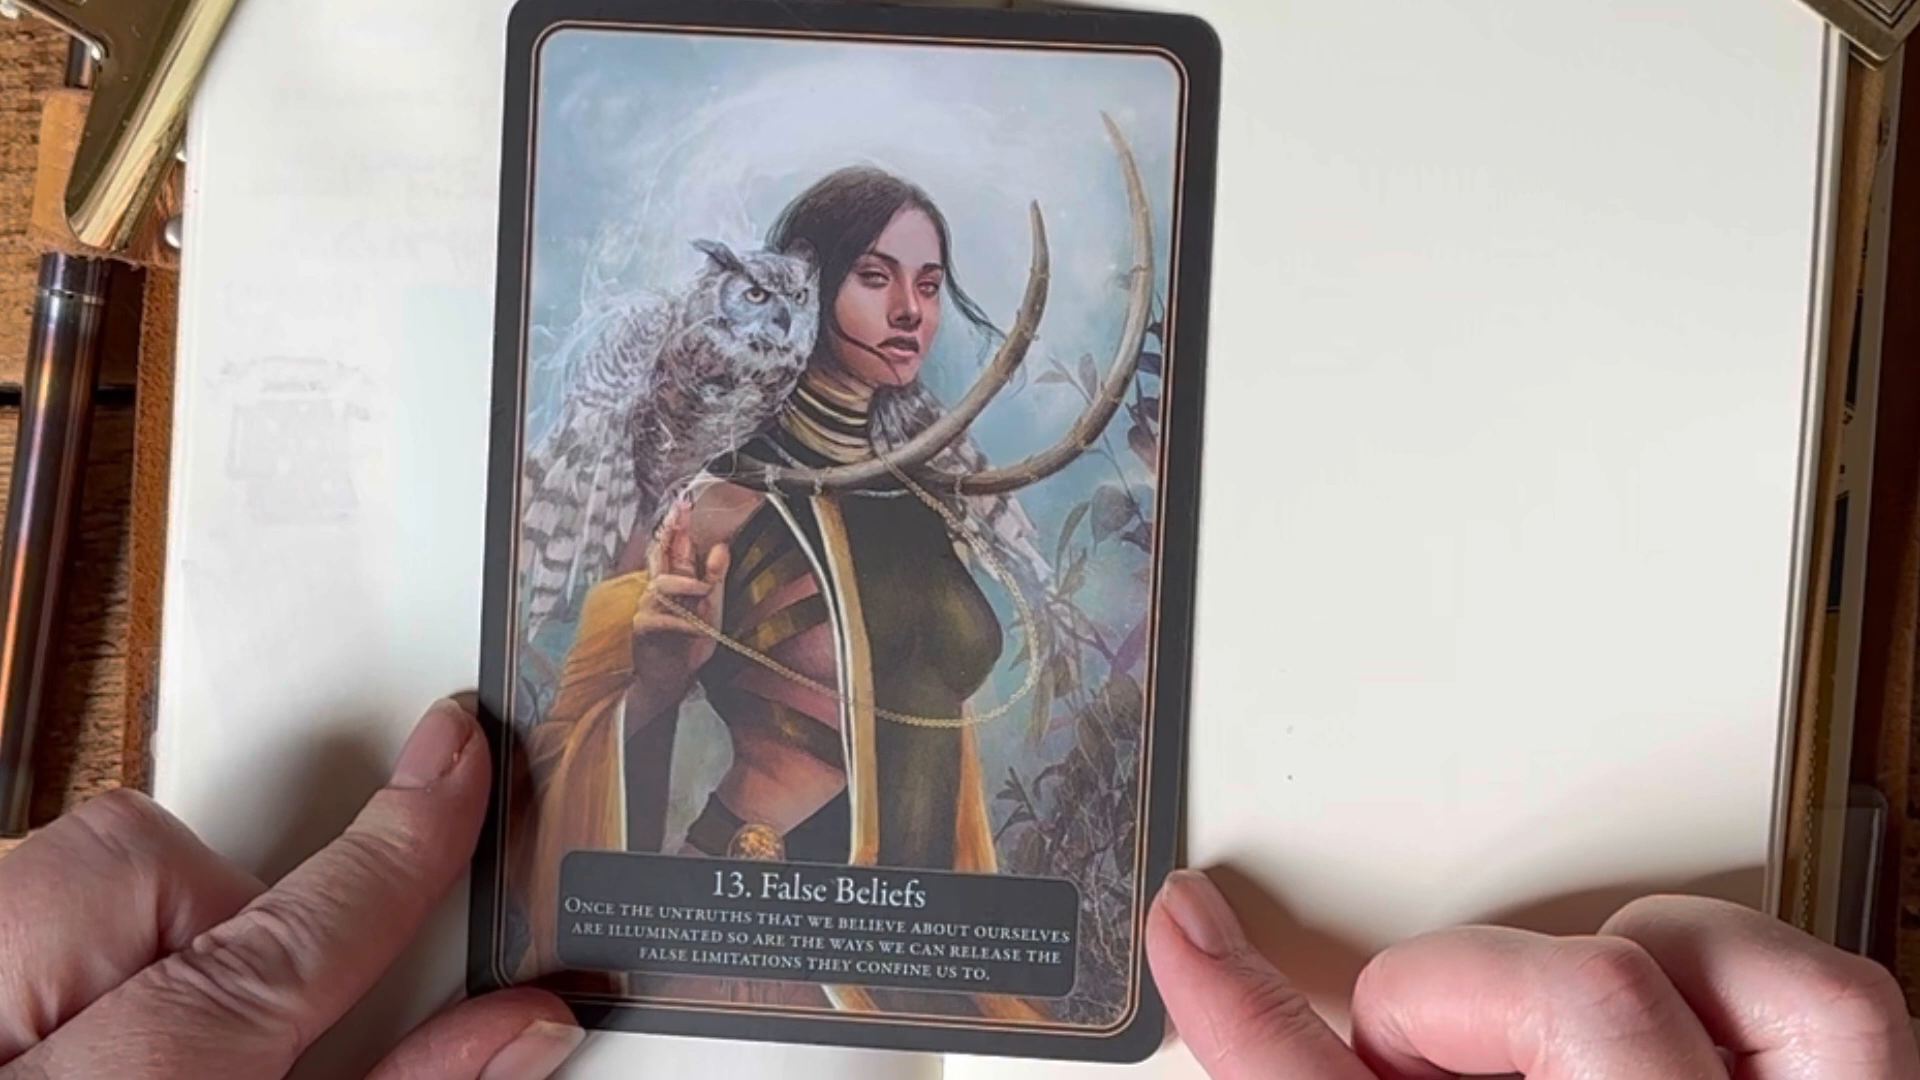 13. False Beliefs
Once the untruths that we believe about ourselves
are illuminated so are the ways we can release the
false limitations they confine us to.